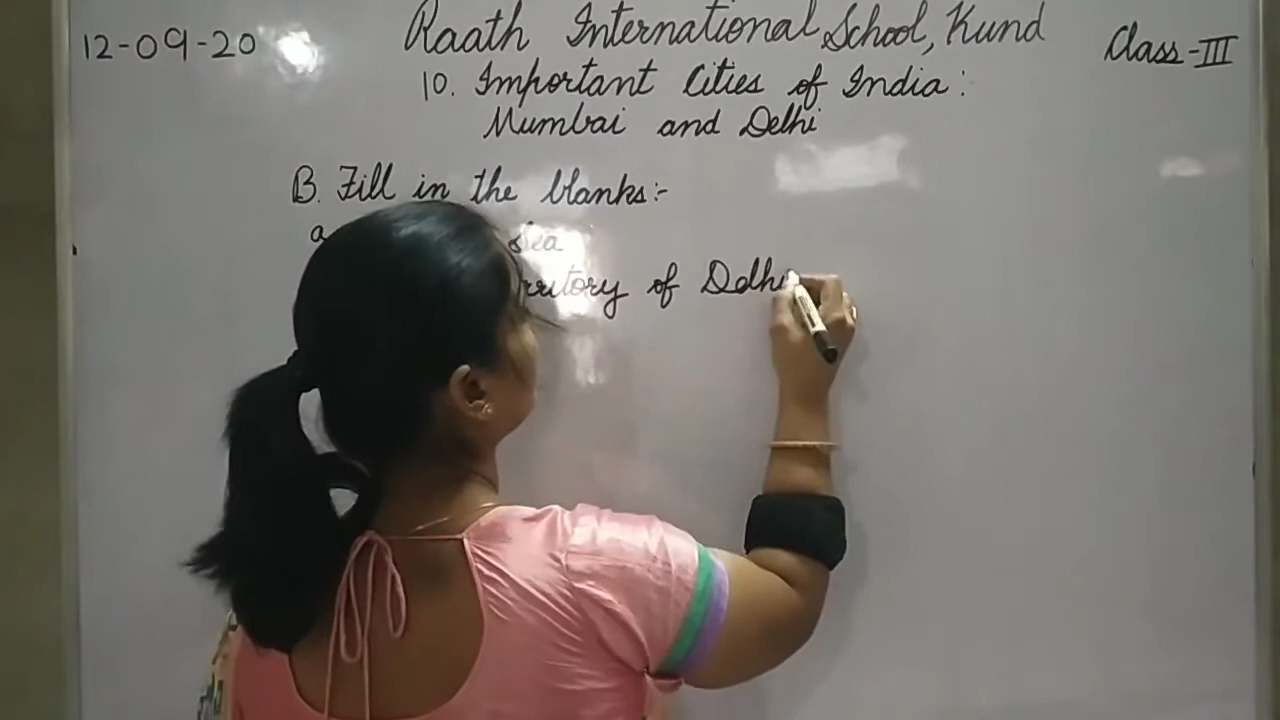 12-09-20
Raath International School, Kund
Class-III
10. Important Cities of India:
Mumbai and Delhi
B. Fill in the blanks:-
a
sea
of Delhi